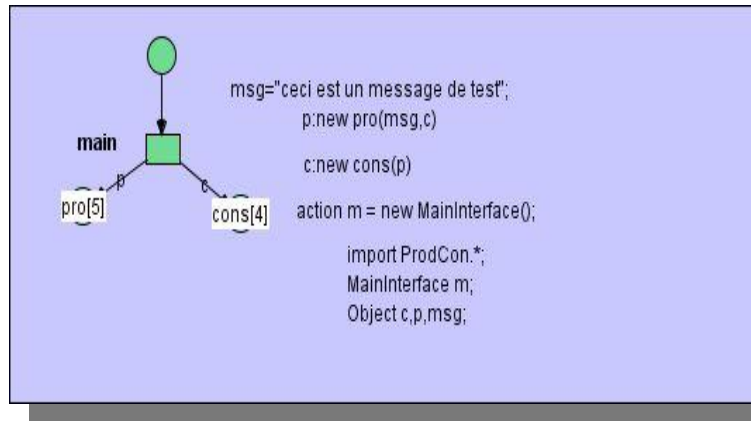 msg="ceci est un message de test";
p:new pro(msg,c)
main
c:new cons(p)
p
c
pro[5]
cons[4]
action m = new MainInterface();
import ProdCon.*;
MainInterface m;
Object c,p,msg;